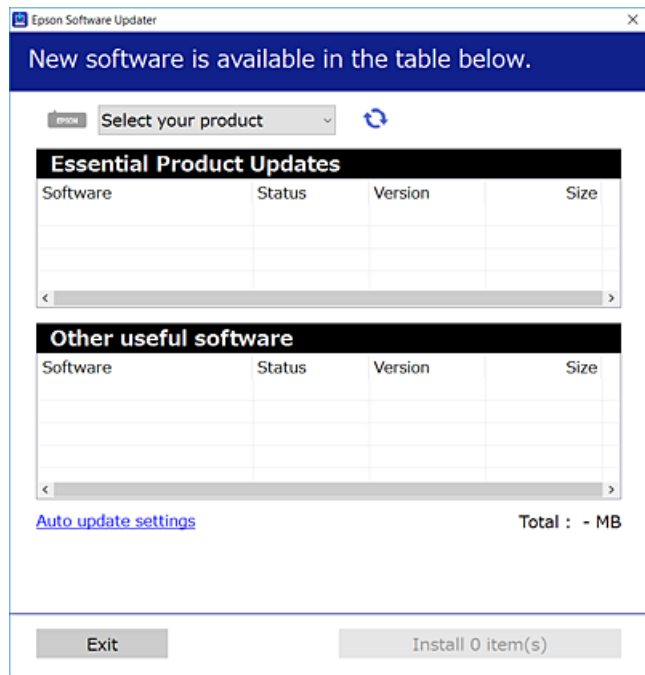 Epson Software Updater
New software is available in the table below.
EPSON Select your product
Essential Product Updates
Software Status Version Size
Other useful software
Software Status Version Size
Auto update settings Total : - MB
Exit Install 0 item(s)